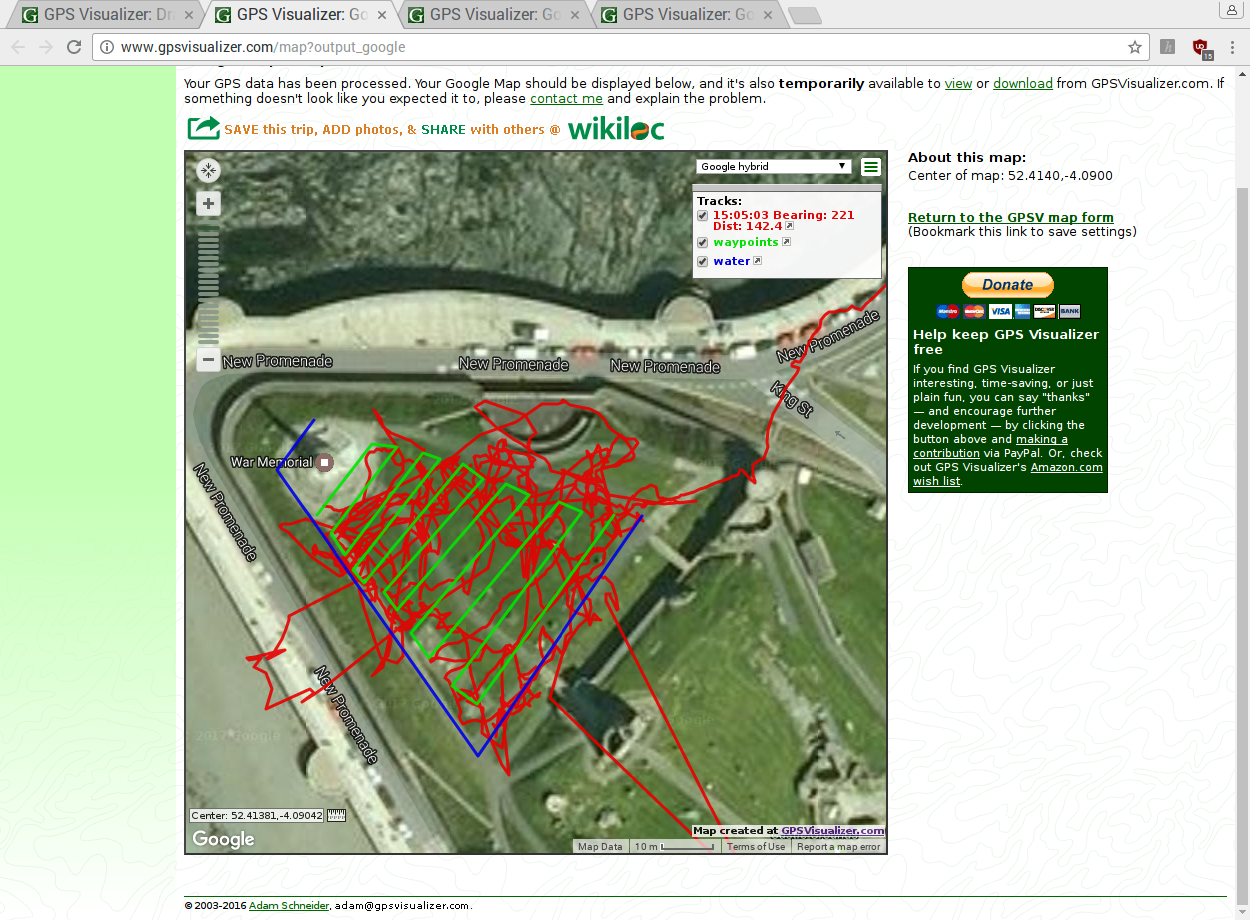 GPS Visualizer: Dr
GPS Visualizer: Go
GPS Visualizer: Go
GPS Visualizer: Go
www.gpsvisualizer.com/map?output_google
h
15
Your GPS data has been processed. Your Google Map should be displayed below, and it's also temporarily available to view or download from GPSVisualizer.com. If
something doesn't look like you expected it to, please contact me and explain the problem.
SAVE this trip, ADD photos, & SHARE with others @ wikiloc
Google hybrid
Tracks:
15:05:03 Bearing: 221
Dist: 142.4
waypoints
water
New Promenade
New Promenade
New Promenade
New Promenade
King St
War Memorial
New Promenade
New Promenade
2017 Google
Google
Center: 52.41381,-4.09042
Google
Map created at GPSVisualizer.com
Map Data
10 m
Terms of Use
Report a map error
About this map:
Center of map: 52.4140,-4.0900
Return to the GPSV map form
(Bookmark this link to save settings)
Donate
Maestro MasterCard VISA DISCOVER BANK
Help keep GPS Visualizer
free
If you find GPS Visualizer
interesting, time-saving, or just
plain fun, you can say "thanks"
— and encourage further
development — by clicking the
button above and making a
contribution via PayPal. Or, check
out GPS Visualizer's Amazon.com
wish list.
© 2003-2016 Adam Schneider, adam@gpsvisualizer.com.